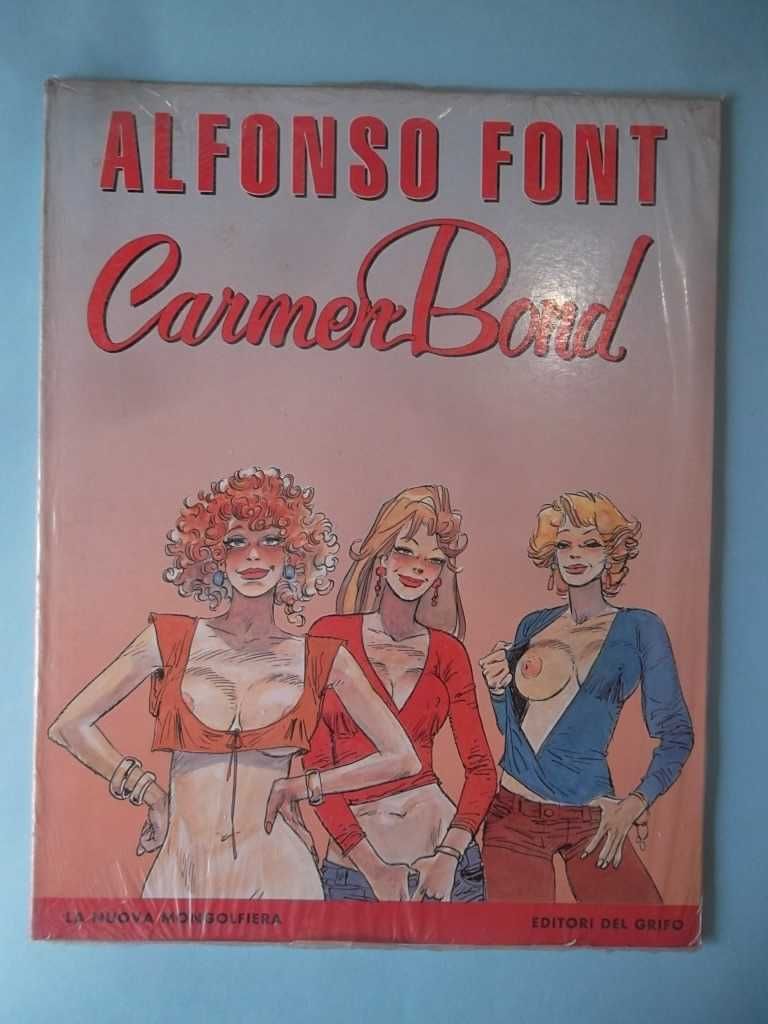 ALFONSO FONT
Carmen Bond
LA NUOVA MONGOLFIERA
EDITORI DEL GRIFO